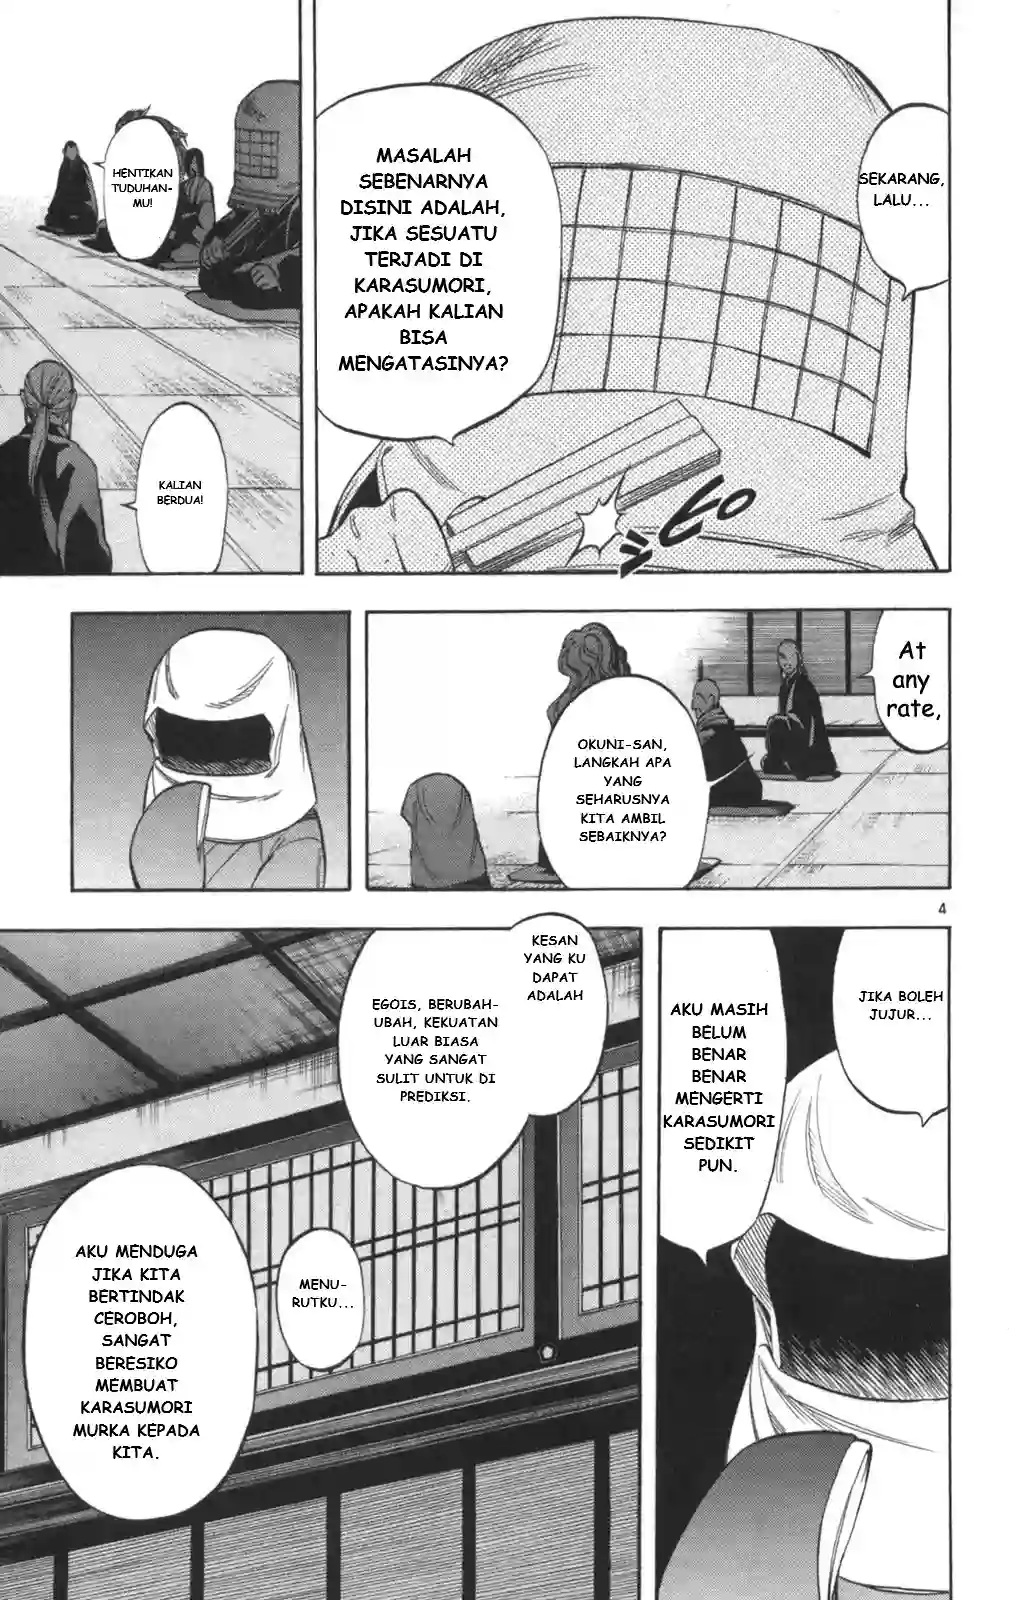 SEKARANG,
LALU...
MASALAH
SEBENARNYA
DISINI ADALAH,
JIKA SESUATU
TERJADI DI
KARASUMORI,
APAKAH KALIAN
BISA
MENGATASINYA?
ピッ
HENTIKAN
TUDUHAN-
MU!
KALIAN
BERDUA!
At
any
rate,
OKUNI-SAN,
LANGKAH APA
YANG
SEHARUSNYA
KITA AMBIL
SEBAIKNYA?
4
JIKA BOLEH
JUJUR...
AKU MASIH
BELUM
BENAR
BENAR
MENGERTI
KARASUMORI
SEDIKIT
PUN.
KESAN
YANG KU
DAPAT
ADALAH
EGOIS, BERUBAH-
UBAH, KEKUATAN
LUAR BIASA
YANG SANGAT
SULIT UNTUK DI
PREDIKSI.
MENU-
RUTKU...
AKU MENDUGA
JIKA KITA
BERTINDAK
CEROBOH,
SANGAT
BERESIKO
MEMBUAT
KARASUMORI
MURKA KEPADA
KITA.